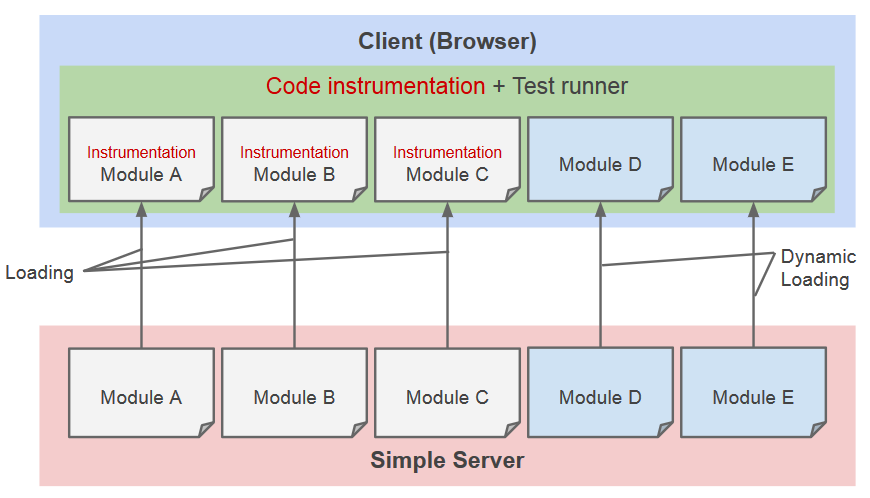 Client (Browser)
Code instrumentation + Test runner
Instrumentation
Module A
Instrumentation
Module B
Instrumentation
Module C
Module D
Module E
Loading
Dynamic
Loading
Module A
Module B
Module C
Module D
Module E
Simple Server